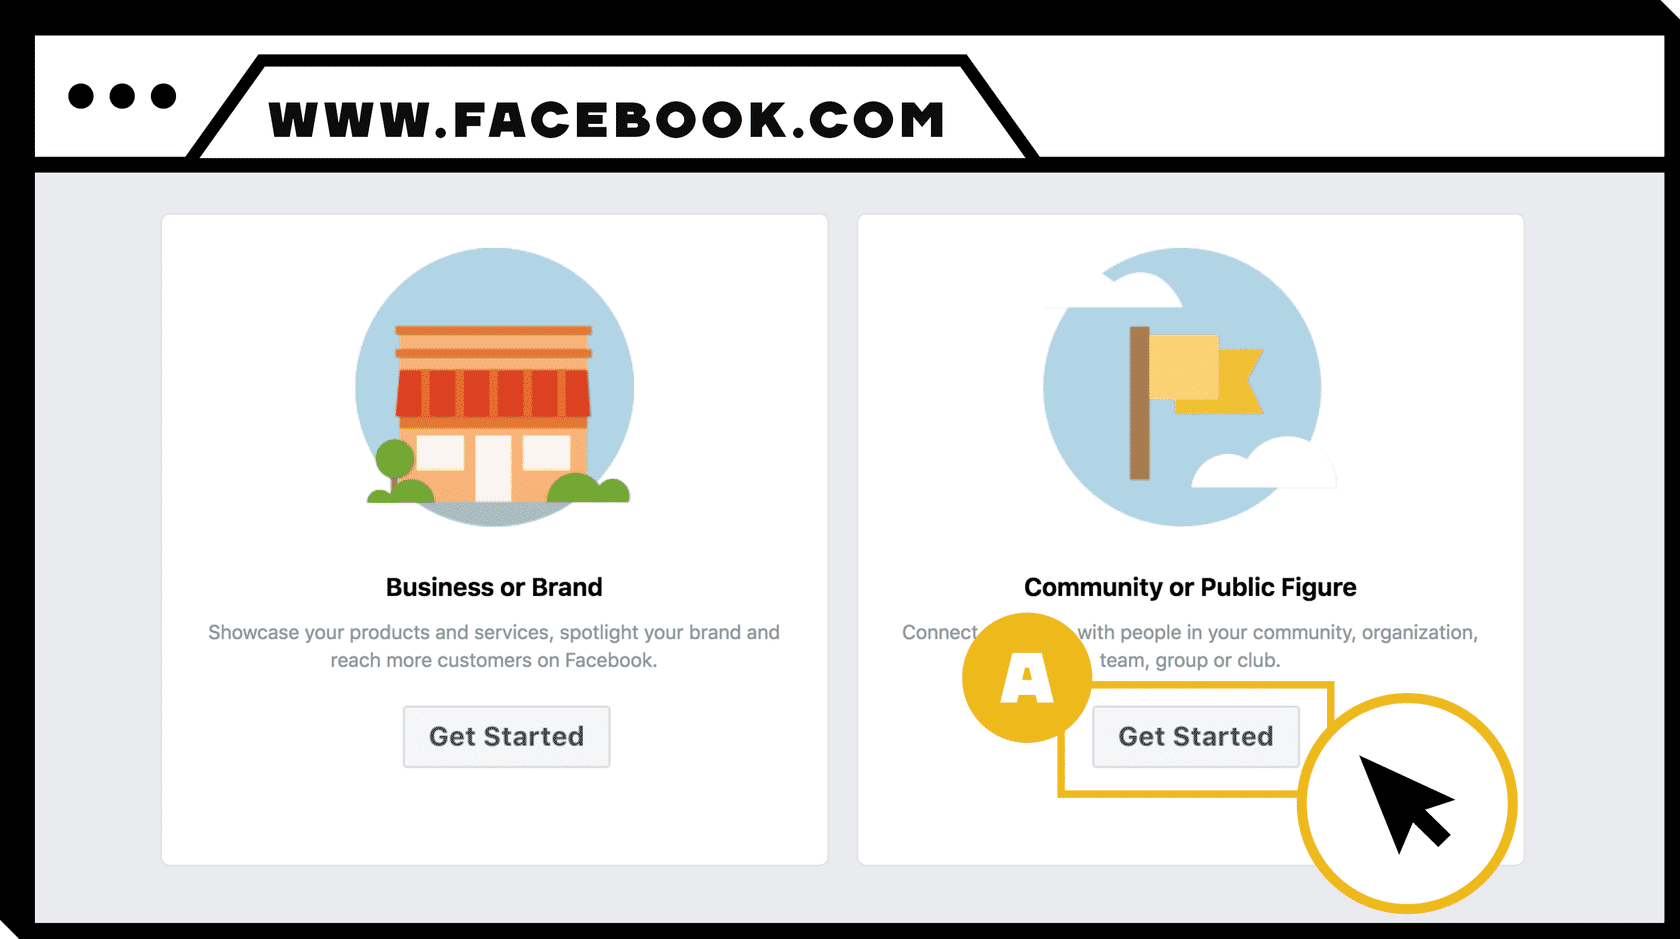 WWW.FACEBOOK.COM
Business or Brand
Showcase your products and services, spotlight your brand and
reach more customers on Facebook.
Get Started
Community or Public Figure
Connect with people in your community, organization,
team, group or club.
A
Get Started